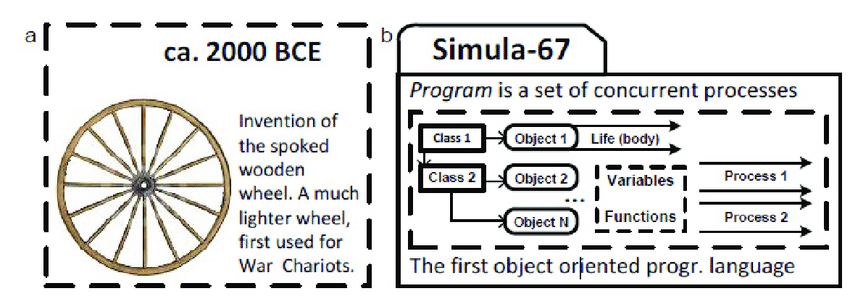 a
ca. 2000 BCE
Invention of
the spoked
wooden
wheel. A much
lighter wheel,
first used for
War Chariots.
b
Simula-67
Program is a set of concurrent processes
Class 1
Object 1
Life (body)
Class 2
Object 2
...
Object N
Variables
Functions
Process 1
Process 2
The first object oriented progr. language